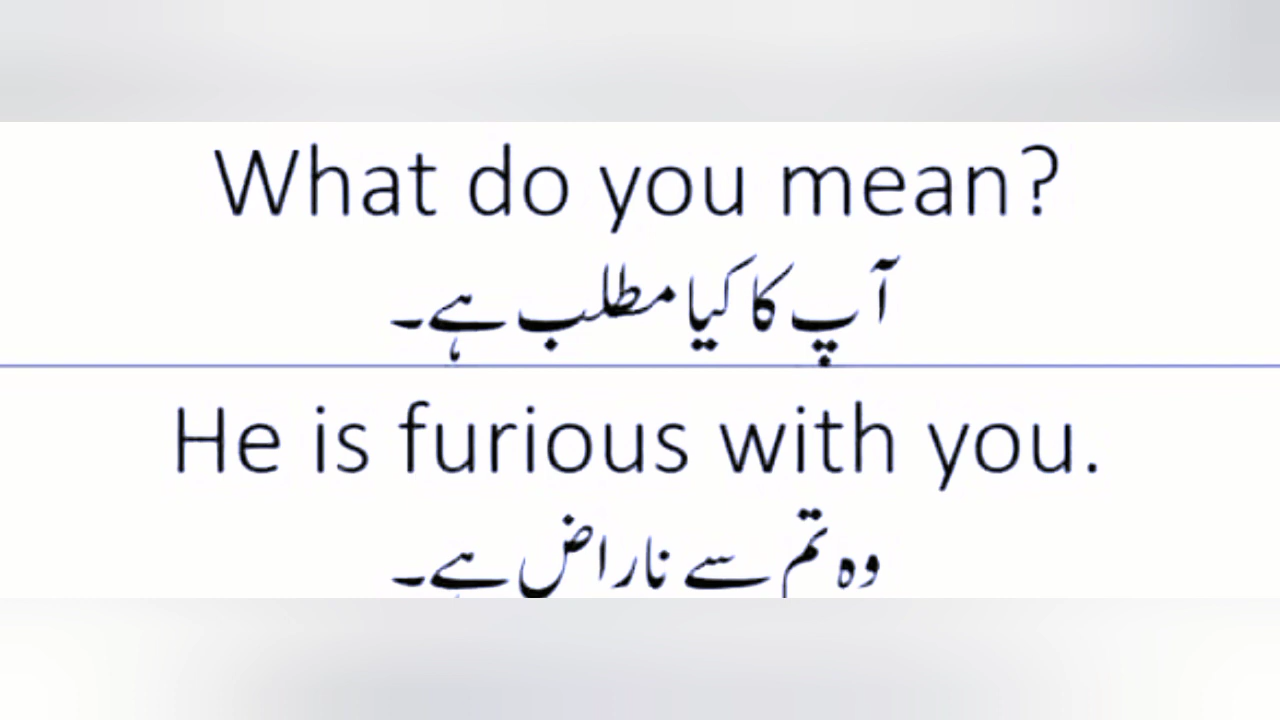 What do you mean?
آپ کا کیا مطلب ہے۔
He is furious with you.
وہ تم سے ناراض ہے۔